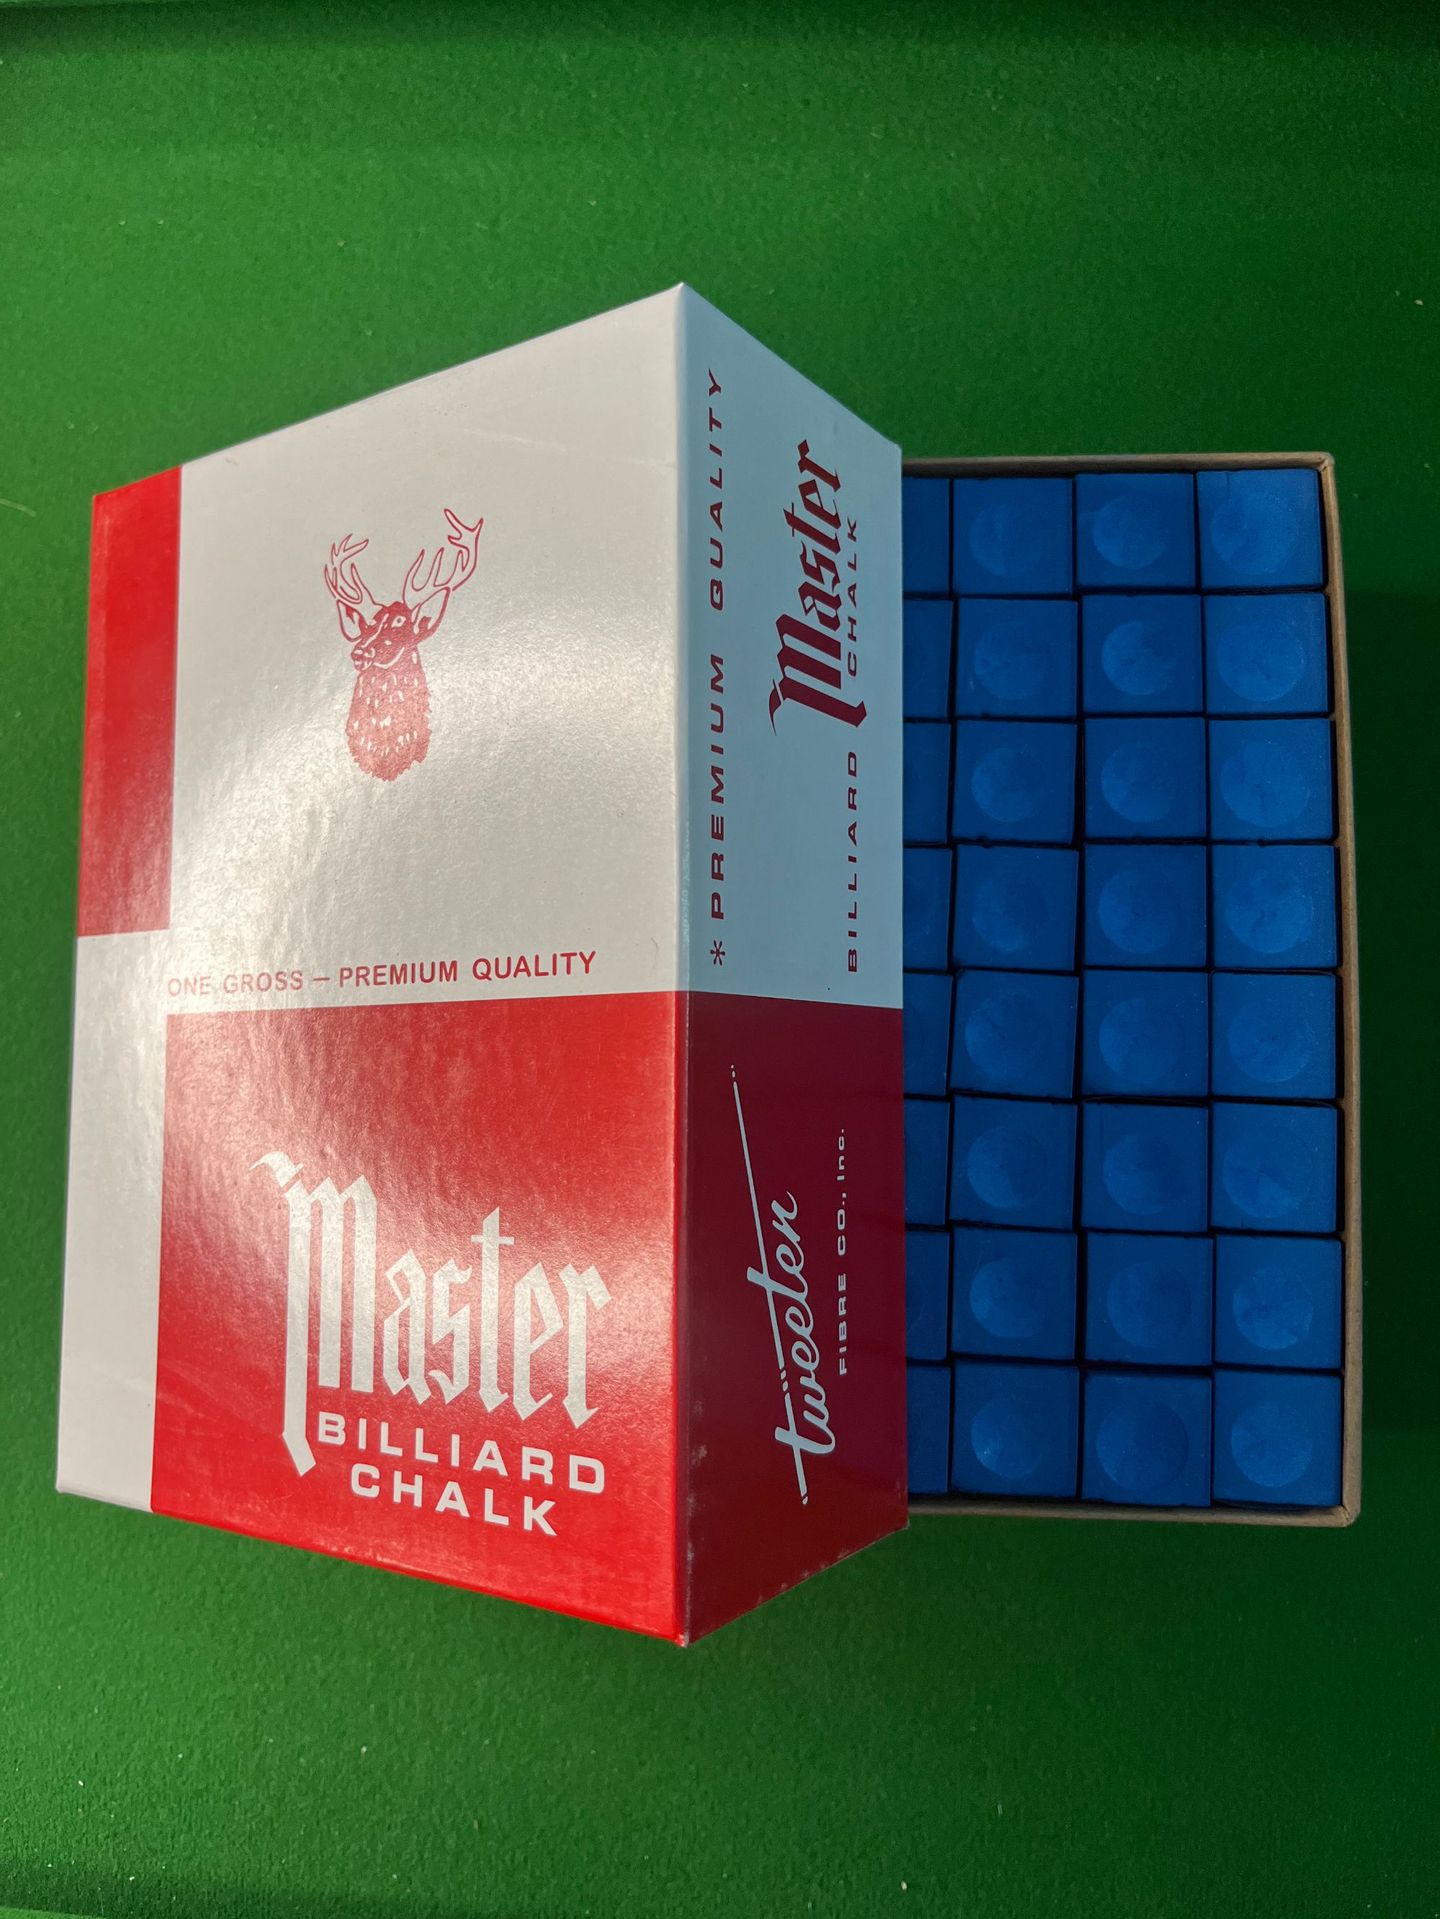 ONE GROSS — PREMIUM QUALITY
Master
BILLIARD
CHALK
* PREMIUM QUALITY
Master
BILLIARD CHALK
tweeten
FIBRE CO., Inc.